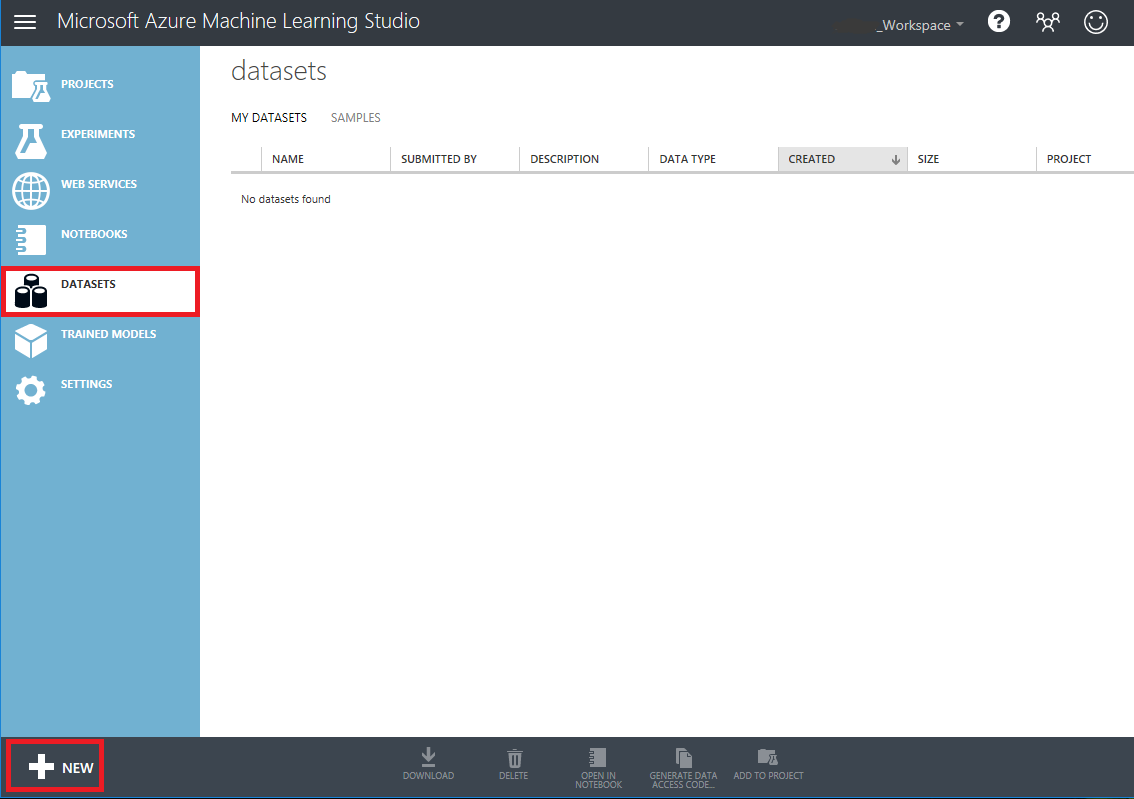 Microsoft Azure Machine Learning Studio
_Workspace
?
PROJECTS
EXPERIMENTS
WEB SERVICES
NOTEBOOKS
DATASETS
TRAINED MODELS
SETTINGS
datasets
MY DATASETS SAMPLES
NAME SUBMITTED BY DESCRIPTION DATA TYPE CREATED SIZE PROJECT
No datasets found
NEW
DOWNLOAD
DELETE
OPEN IN
NOTEBOOK
GENERATE DATA
ACCESS CODE...
ADD TO PROJECT